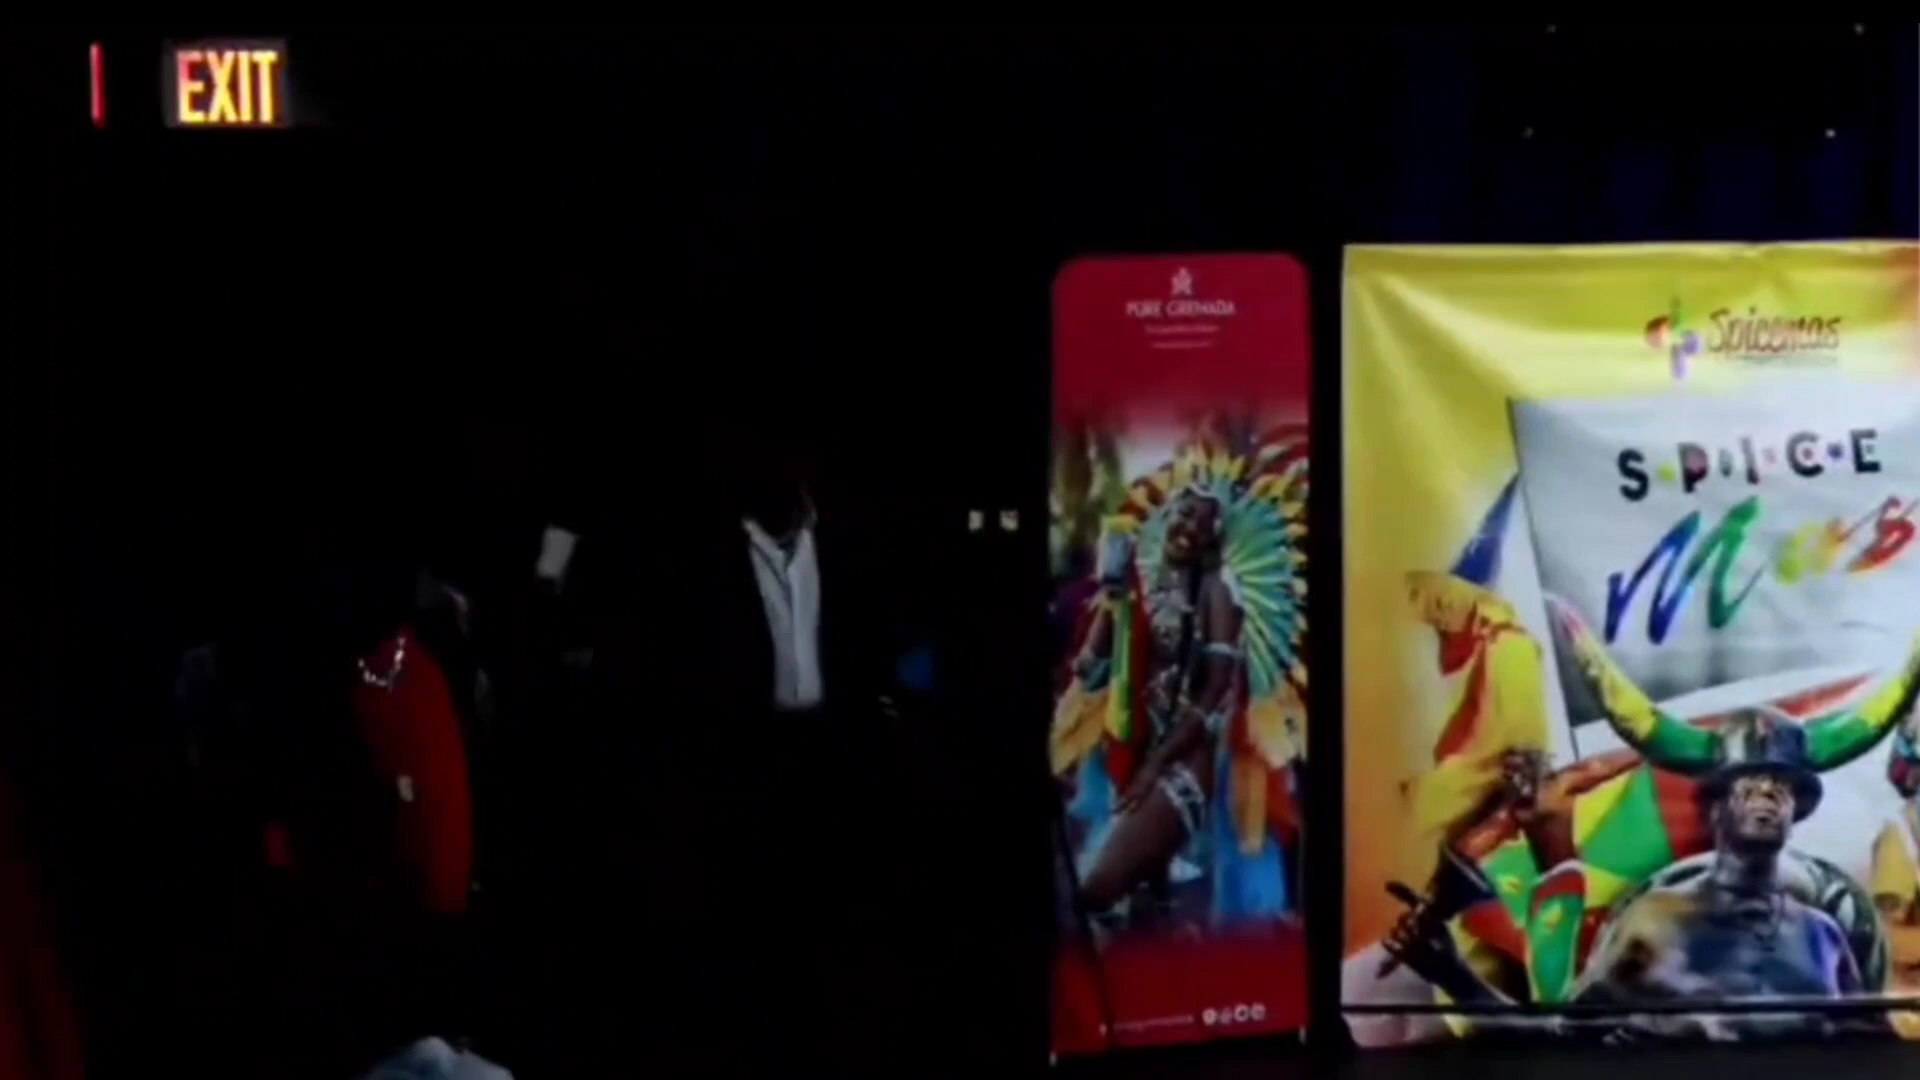 EXIT
PURE GRENADA
Spicemas
S·P·I·C·E
Mas